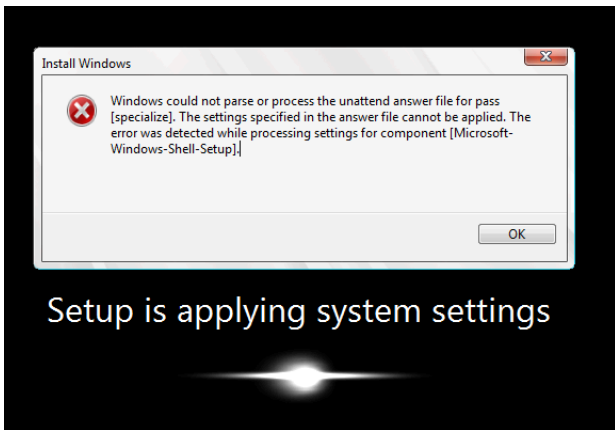 Install Windows
Windows could not parse or process the unattend answer file for pass
[specialize]. The settings specified in the answer file cannot be applied. The
error was detected while processing settings for component [Microsoft-
Windows-Shell-Setup].
OK
Setup is applying system settings